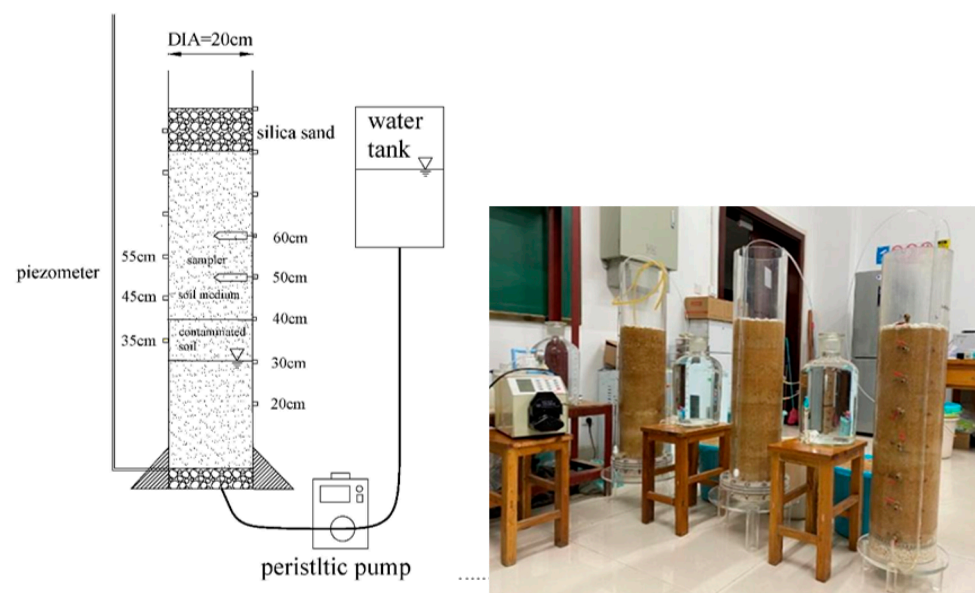 DIA=20cm
silica sand
water
tank
60cm
55cm
sampler
piezometer
50cm
45cm
soil medium
40cm
contaminated
soil
35cm
30cm
20cm
peristltic pump